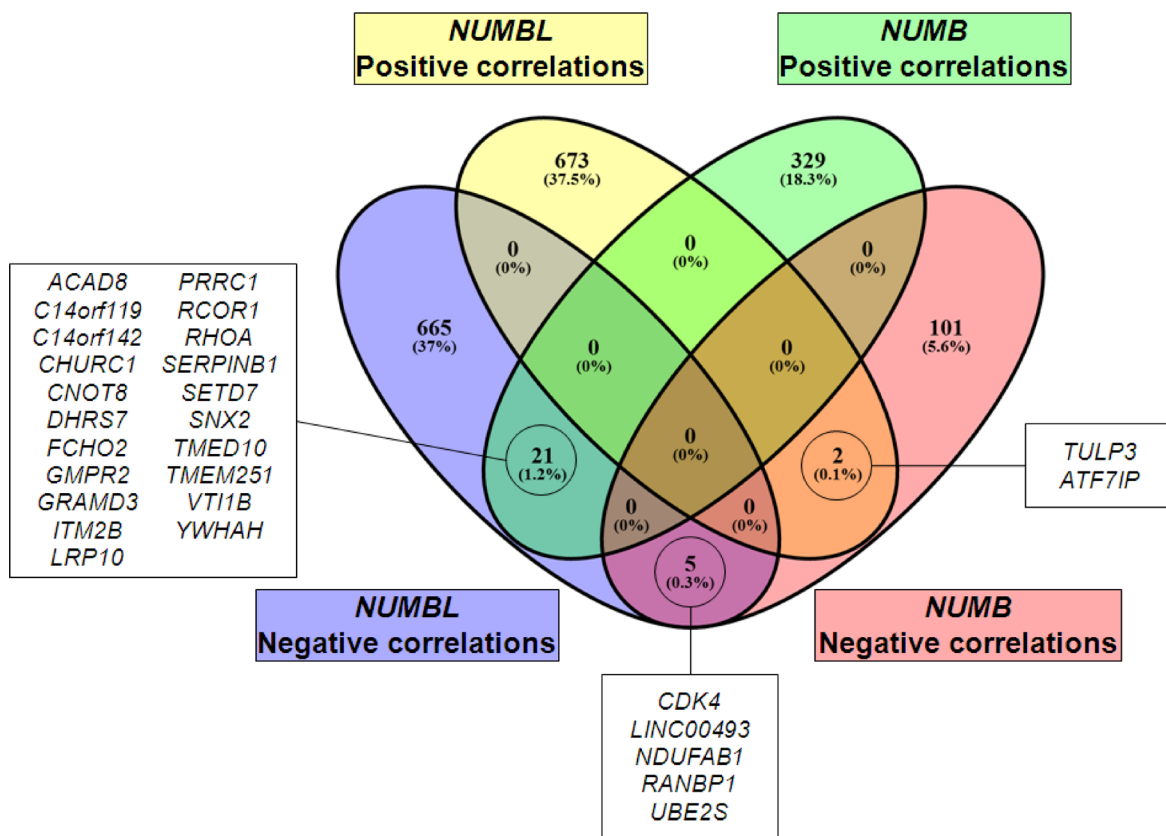 NUMBL
Positive correlations
NUMB
Positive correlations
673
(37.5%)
329
(18.3%)
0
(0%)
0
(0%)
0
(0%)
665
(37%)
101
(5.6%)
0
(0%)
0
(0%)
0
(0%)
21
(1.2%)
2
(0.1%)
0
(0%)
0
(0%)
5
(0.3%)
ACAD8 PRRC1
C14orf119 RCOR1
C14orf142 RHOA
CHURC1 SERPINB1
CNOT8 SETD7
DHRS7 SNX2
FCHO2 TMED10
GMPR2 TMEM251
GRAMD3 VTI1B
ITM2B YWHAH
LRP10
TULP3
ATF7IP
NUMBL
Negative correlations
NUMB
Negative correlations
CDK4
LINC00493
NDUFAB1
RANBP1
UBE2S